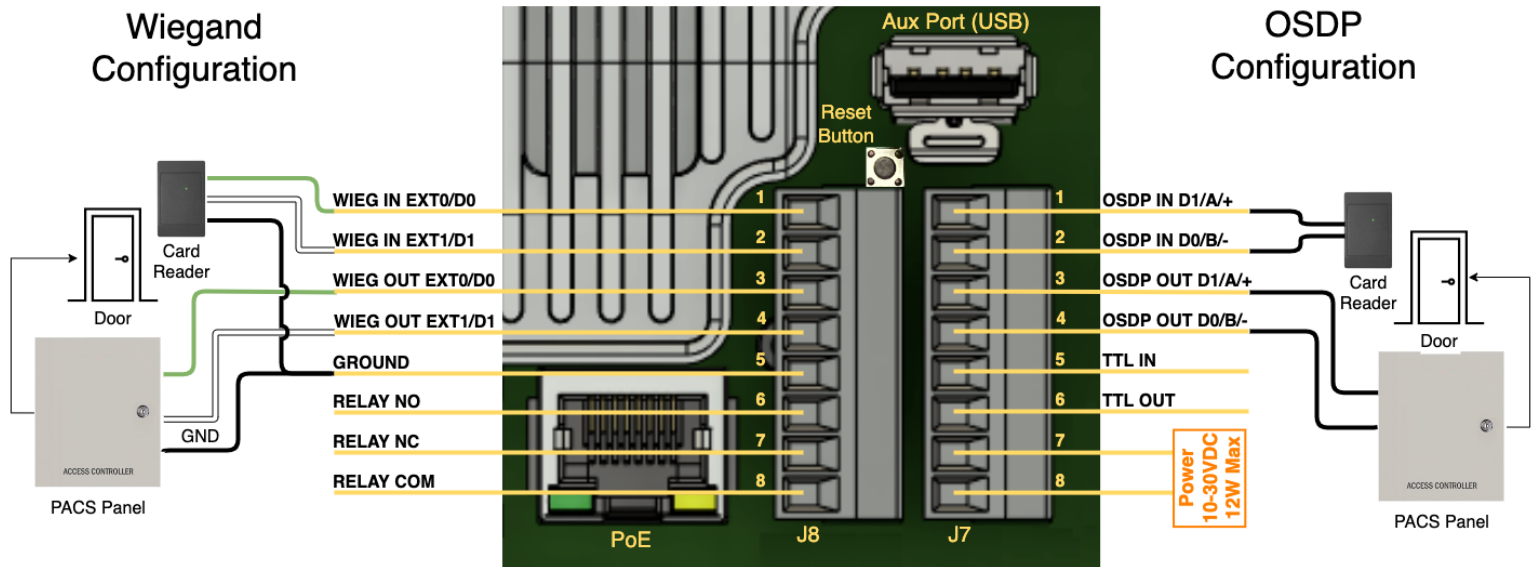 Wiegand
Configuration
Aux Port (USB)
OSDP
Configuration
Reset
Button
WIEG IN EXT0/D0
1
1
OSDP IN D1/A/+
WIEG IN EXT1/D1
2
2
OSDP IN D0/B/-
Card
Reader
WIEG OUT EXT0/D0
3
3
OSDP OUT D1/A/+
Card
Reader
Door
WIEG OUT EXT1/D1
4
4
OSDP OUT D0/B/-
Door
GROUND
5
5
TTL IN
RELAY NO
6
6
TTL OUT
GND
RELAY NC
7
7
RELAY COM
8
8
Power
10-30VDC
12W Max
ACCESS CONTROLLER
PACS Panel
ACCESS CONTROLLER
PACS Panel
PoE
J8
J7